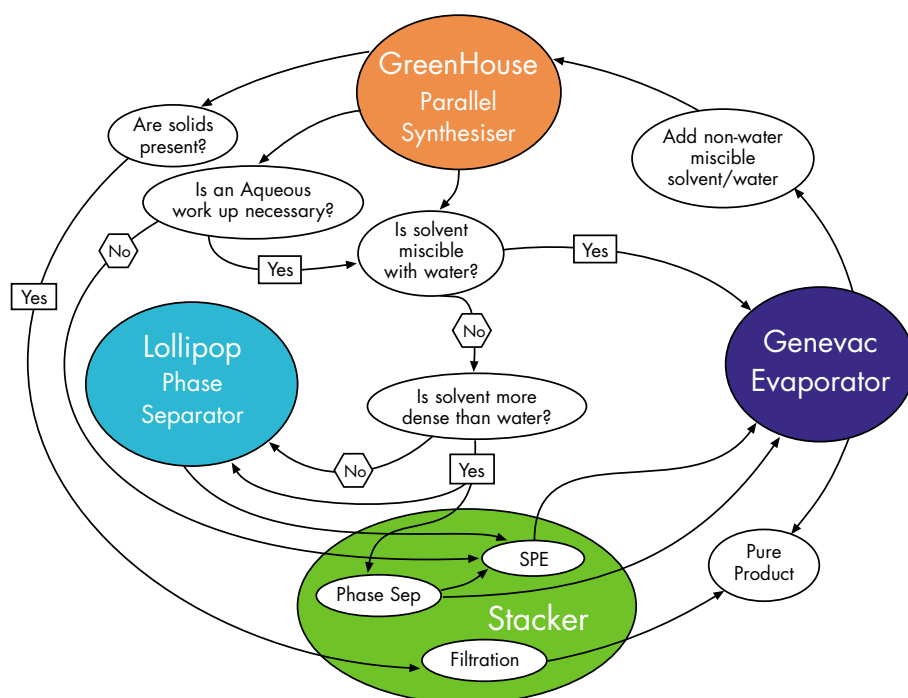 GreenHouse
Parallel
Synthesiser
Are solids
present?
Add non-water
miscible
solvent/water
Is an Aqueous
work up necessary?
Is solvent
miscible
with water?
No
Yes
Yes
Yes
No
Lollipop
Phase
Separator
Genevac
Evaporator
Is solvent more
dense than water?
No
Yes
SPE
Pure
Product
Phase Sep
Stacker
Filtration